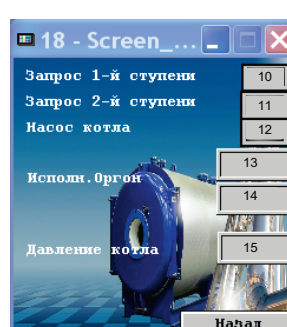 18 - Screen_...
Запрос 1-й ступени 10
Запрос 2-й ступени 11
Насос котла 12
13
Исполн.Оргон
14
Давление котла 15
Назад